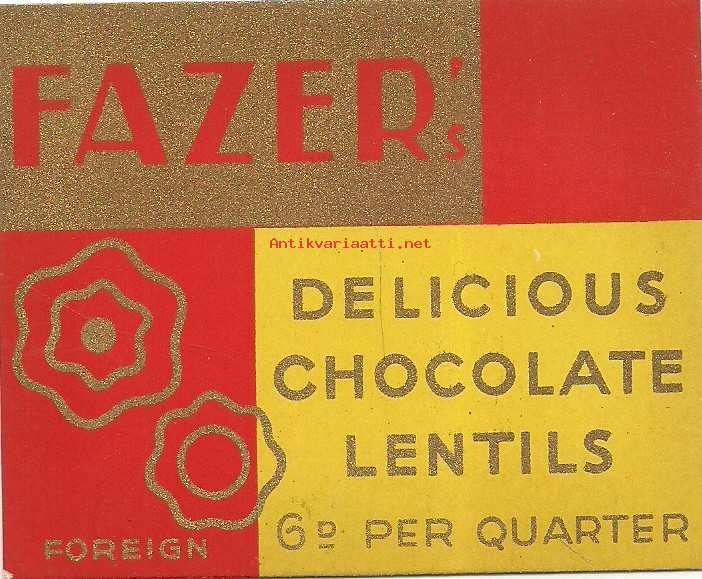 FAZER's
Antikvariaatti.net
DELICIOUS
CHOCOLATE
LENTILS
6D PER QUARTER
FOREIGN